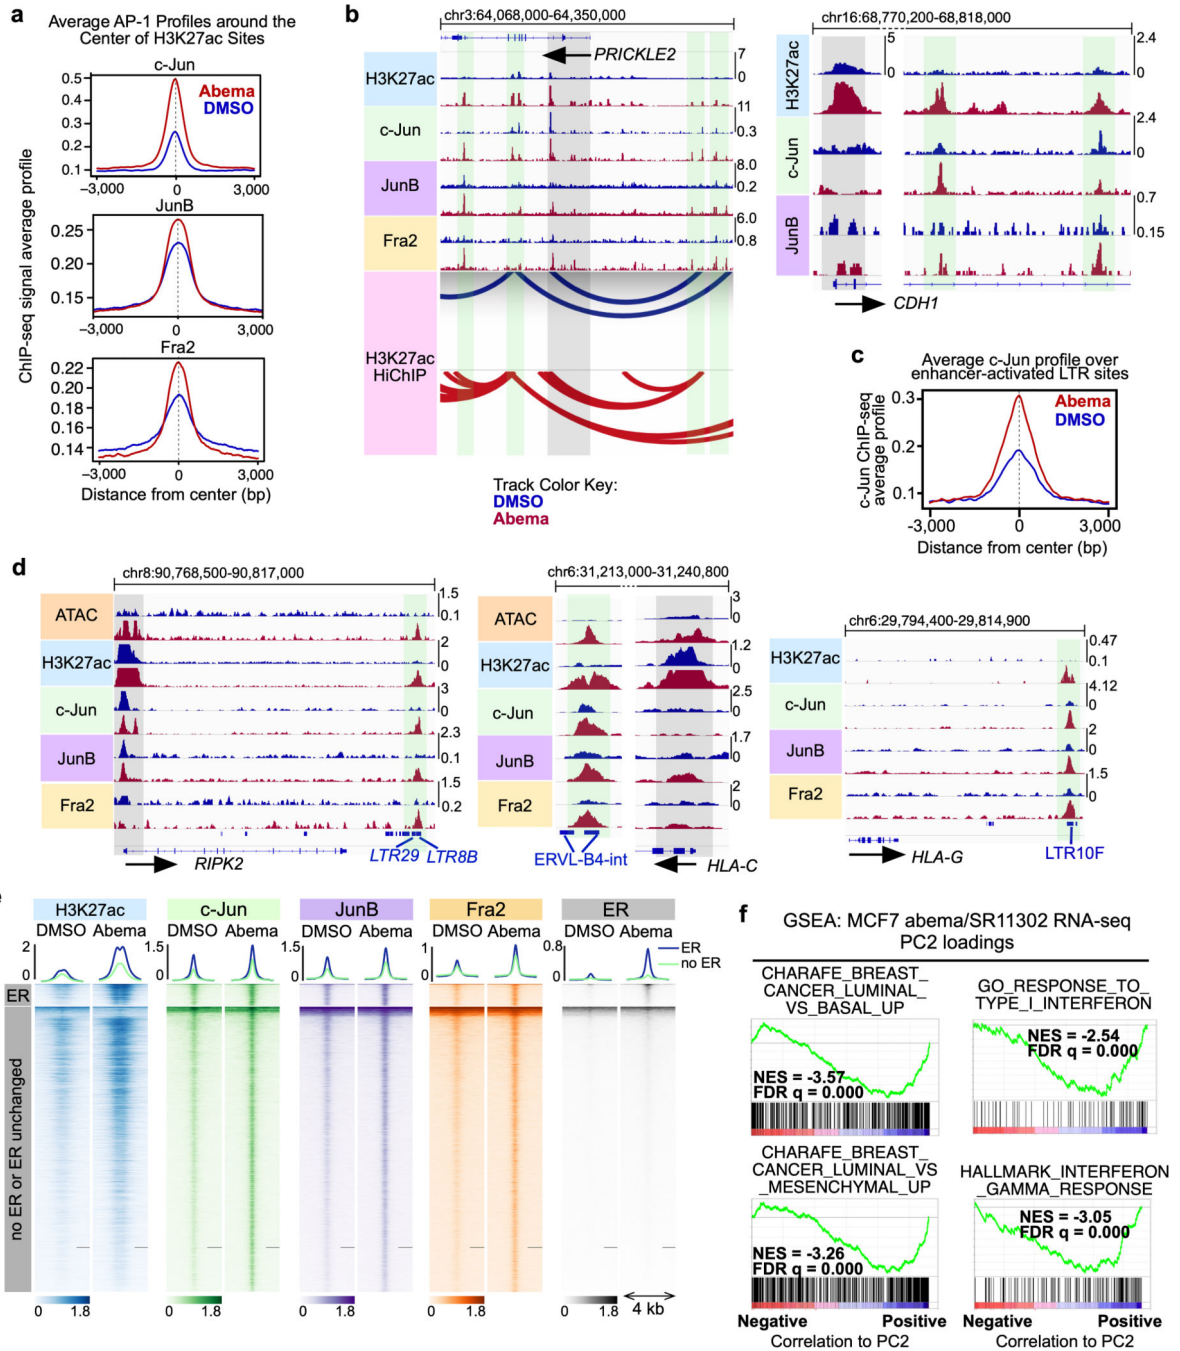 a
Average AP-1 Profiles around the
Center of H3K27ac Sites
ChIP-seq signal average profile
c-Jun
Abema
DMSO
0.5
0.4
0.3
0.2
0.1
−3,000 0 3,000
JunB
0.25
0.20
0.15
−3,000 0 3,000
Fra2
0.22
0.20
0.18
0.16
0.14
−3,000 0 3,000
Distance from center (bp)
b
chr3:64,068,000-64,350,000
PRICKLE2
H3K27ac
7
0
c-Jun
11
0.3
JunB
8.0
0.2
Fra2
6.0
0.8
H3K27ac
HiChIP
Track Color Key:
DMSO
Abema
chr16:68,770,200-68,818,000
H3K27ac
5
0
2.4
0
c-Jun
2.4
0
JunB
0.7
0.15
CDH1
c
Average c-Jun profile over
enhancer-activated LTR sites
c-Jun ChIP-seq
average profile
Abema
DMSO
0.3
0.2
0.1
-3,000 0 3,000
Distance from center (bp)
d
chr8:90,768,500-90,817,000
ATAC
1.5
0.1
H3K27ac
2
0
c-Jun
3
0
JunB
2.3
0.1
Fra2
1.5
0.2
RIPK2
LTR29 LTR8B
chr6:31,213,000-31,240,800
ATAC
3
0
H3K27ac
1.2
0
c-Jun
2.5
0
JunB
1.7
0
Fra2
2
0
ERVL-B4-int
HLA-C
chr6:29,794,400-29,814,900
H3K27ac
0.47
0.1
c-Jun
4.12
0
JunB
2
0
Fra2
1.5
0
HLA-G
LTR10F
H3K27ac c-Jun JunB Fra2 ER
DMSO Abema DMSO Abema DMSO Abema DMSO Abema DMSO Abema
2
0
1.5
0
1.5
0
1
0
0.8
0
ER
no ER
ER
no ER or ER unchanged
0 1.8 0 1.8 0 1.8 0 1.8 0 1.8
4 kb
f
GSEA: MCF7 abema/SR11302 RNA-seq
PC2 loadings
CHARAFE_BREAST_
CANCER_LUMINAL_
VS_BASAL_UP
NES = -3.57
FDR q = 0.000
GO_RESPONSE_TO_
TYPE_I_INTERFERON
NES = -2.54
FDR q = 0.000
CHARAFE_BREAST_
CANCER_LUMINAL_VS
_MESENCHYMAL_UP
NES = -3.26
FDR q = 0.000
HALLMARK_INTERFERON
_GAMMA_RESPONSE
NES = -3.05
FDR q = 0.000
Negative Positive
Correlation to PC2
Negative Positive
Correlation to PC2